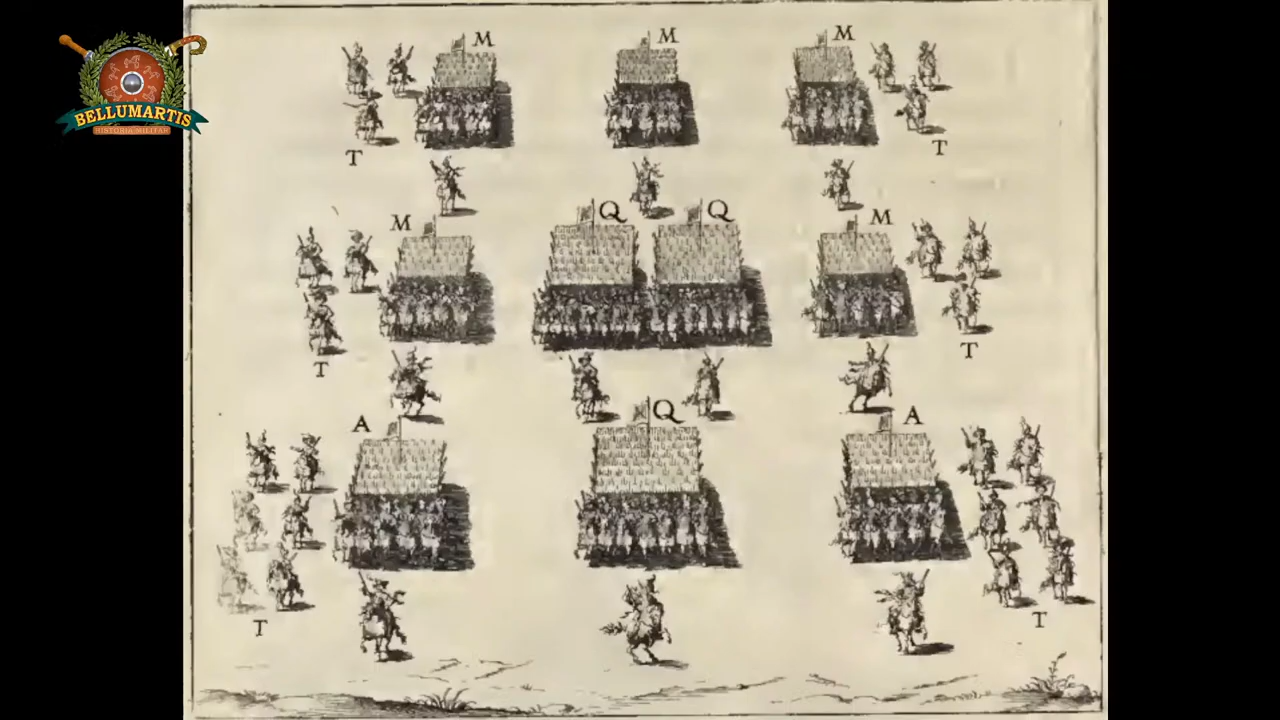 BELLUMARTIS
HISTORIA MILITAR
M M M
T T
M Q Q M
T T
A Q A
T T